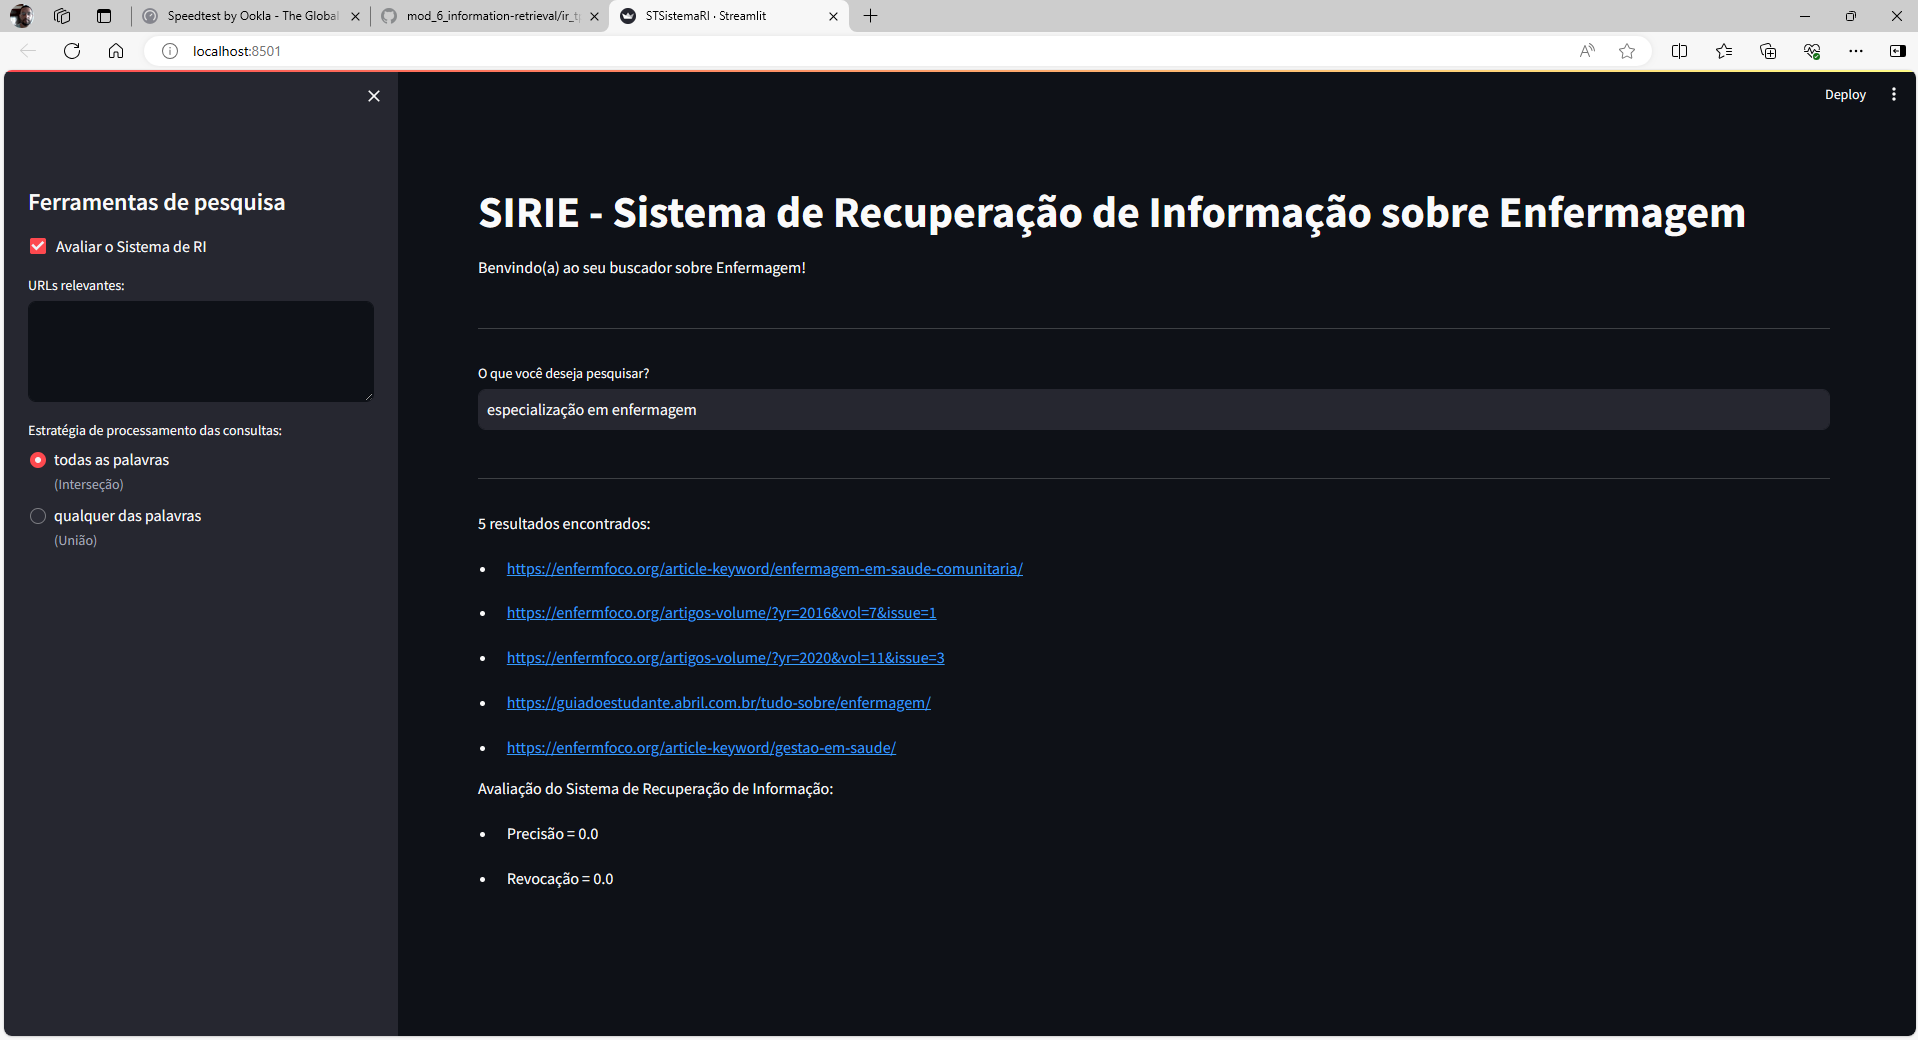 Speedtest by Ookla - The Global
mod_6_information-retrieval/ir_t
STSistemaRI · Streamlit
localhost:8501
Deploy
Ferramentas de pesquisa
Avaliar o Sistema de RI
URLs relevantes:
Estratégia de processamento das consultas:
todas as palavras
(Interseção)
qualquer das palavras
(União)
SIRIE - Sistema de Recuperação de Informação sobre Enfermagem
Benvindo(a) ao seu buscador sobre Enfermagem!
O que você deseja pesquisar?
especialização em enfermagem
5 resultados encontrados:
https://enfermfoco.org/article-keyword/enfermagem-em-saude-comunitaria/
https://enfermfoco.org/artigos-volume/?yr=2016&vol=7&issue=1
https://enfermfoco.org/artigos-volume/?yr=2020&vol=11&issue=3
https://guiadoestudante.abril.com.br/tudo-sobre/enfermagem/
https://enfermfoco.org/article-keyword/gestao-em-saude/
Avaliação do Sistema de Recuperação de Informação:
Precisão = 0.0
Revocação = 0.0